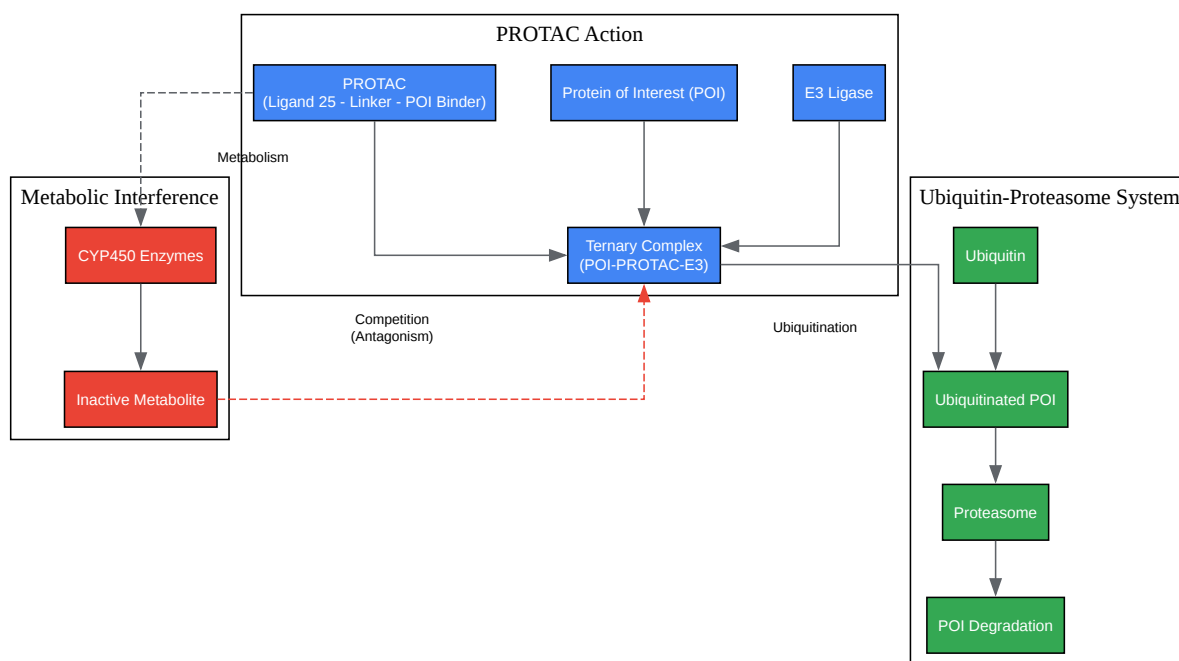 PROTAC Action
PROTAC
(Ligand 25 - Linker - POI Binder)
Protein of Interest (POI)
E3 Ligase
Metabolism
Metabolic Interference
Ubiquitin-Proteasome System
CYP450 Enzymes
Ternary Complex
(POI-PROTAC-E3)
Ubiquitin
Competition
(Antagonism)
Ubiquitination
Inactive Metabolite
Ubiquitinated POI
Proteasome
POI Degradation